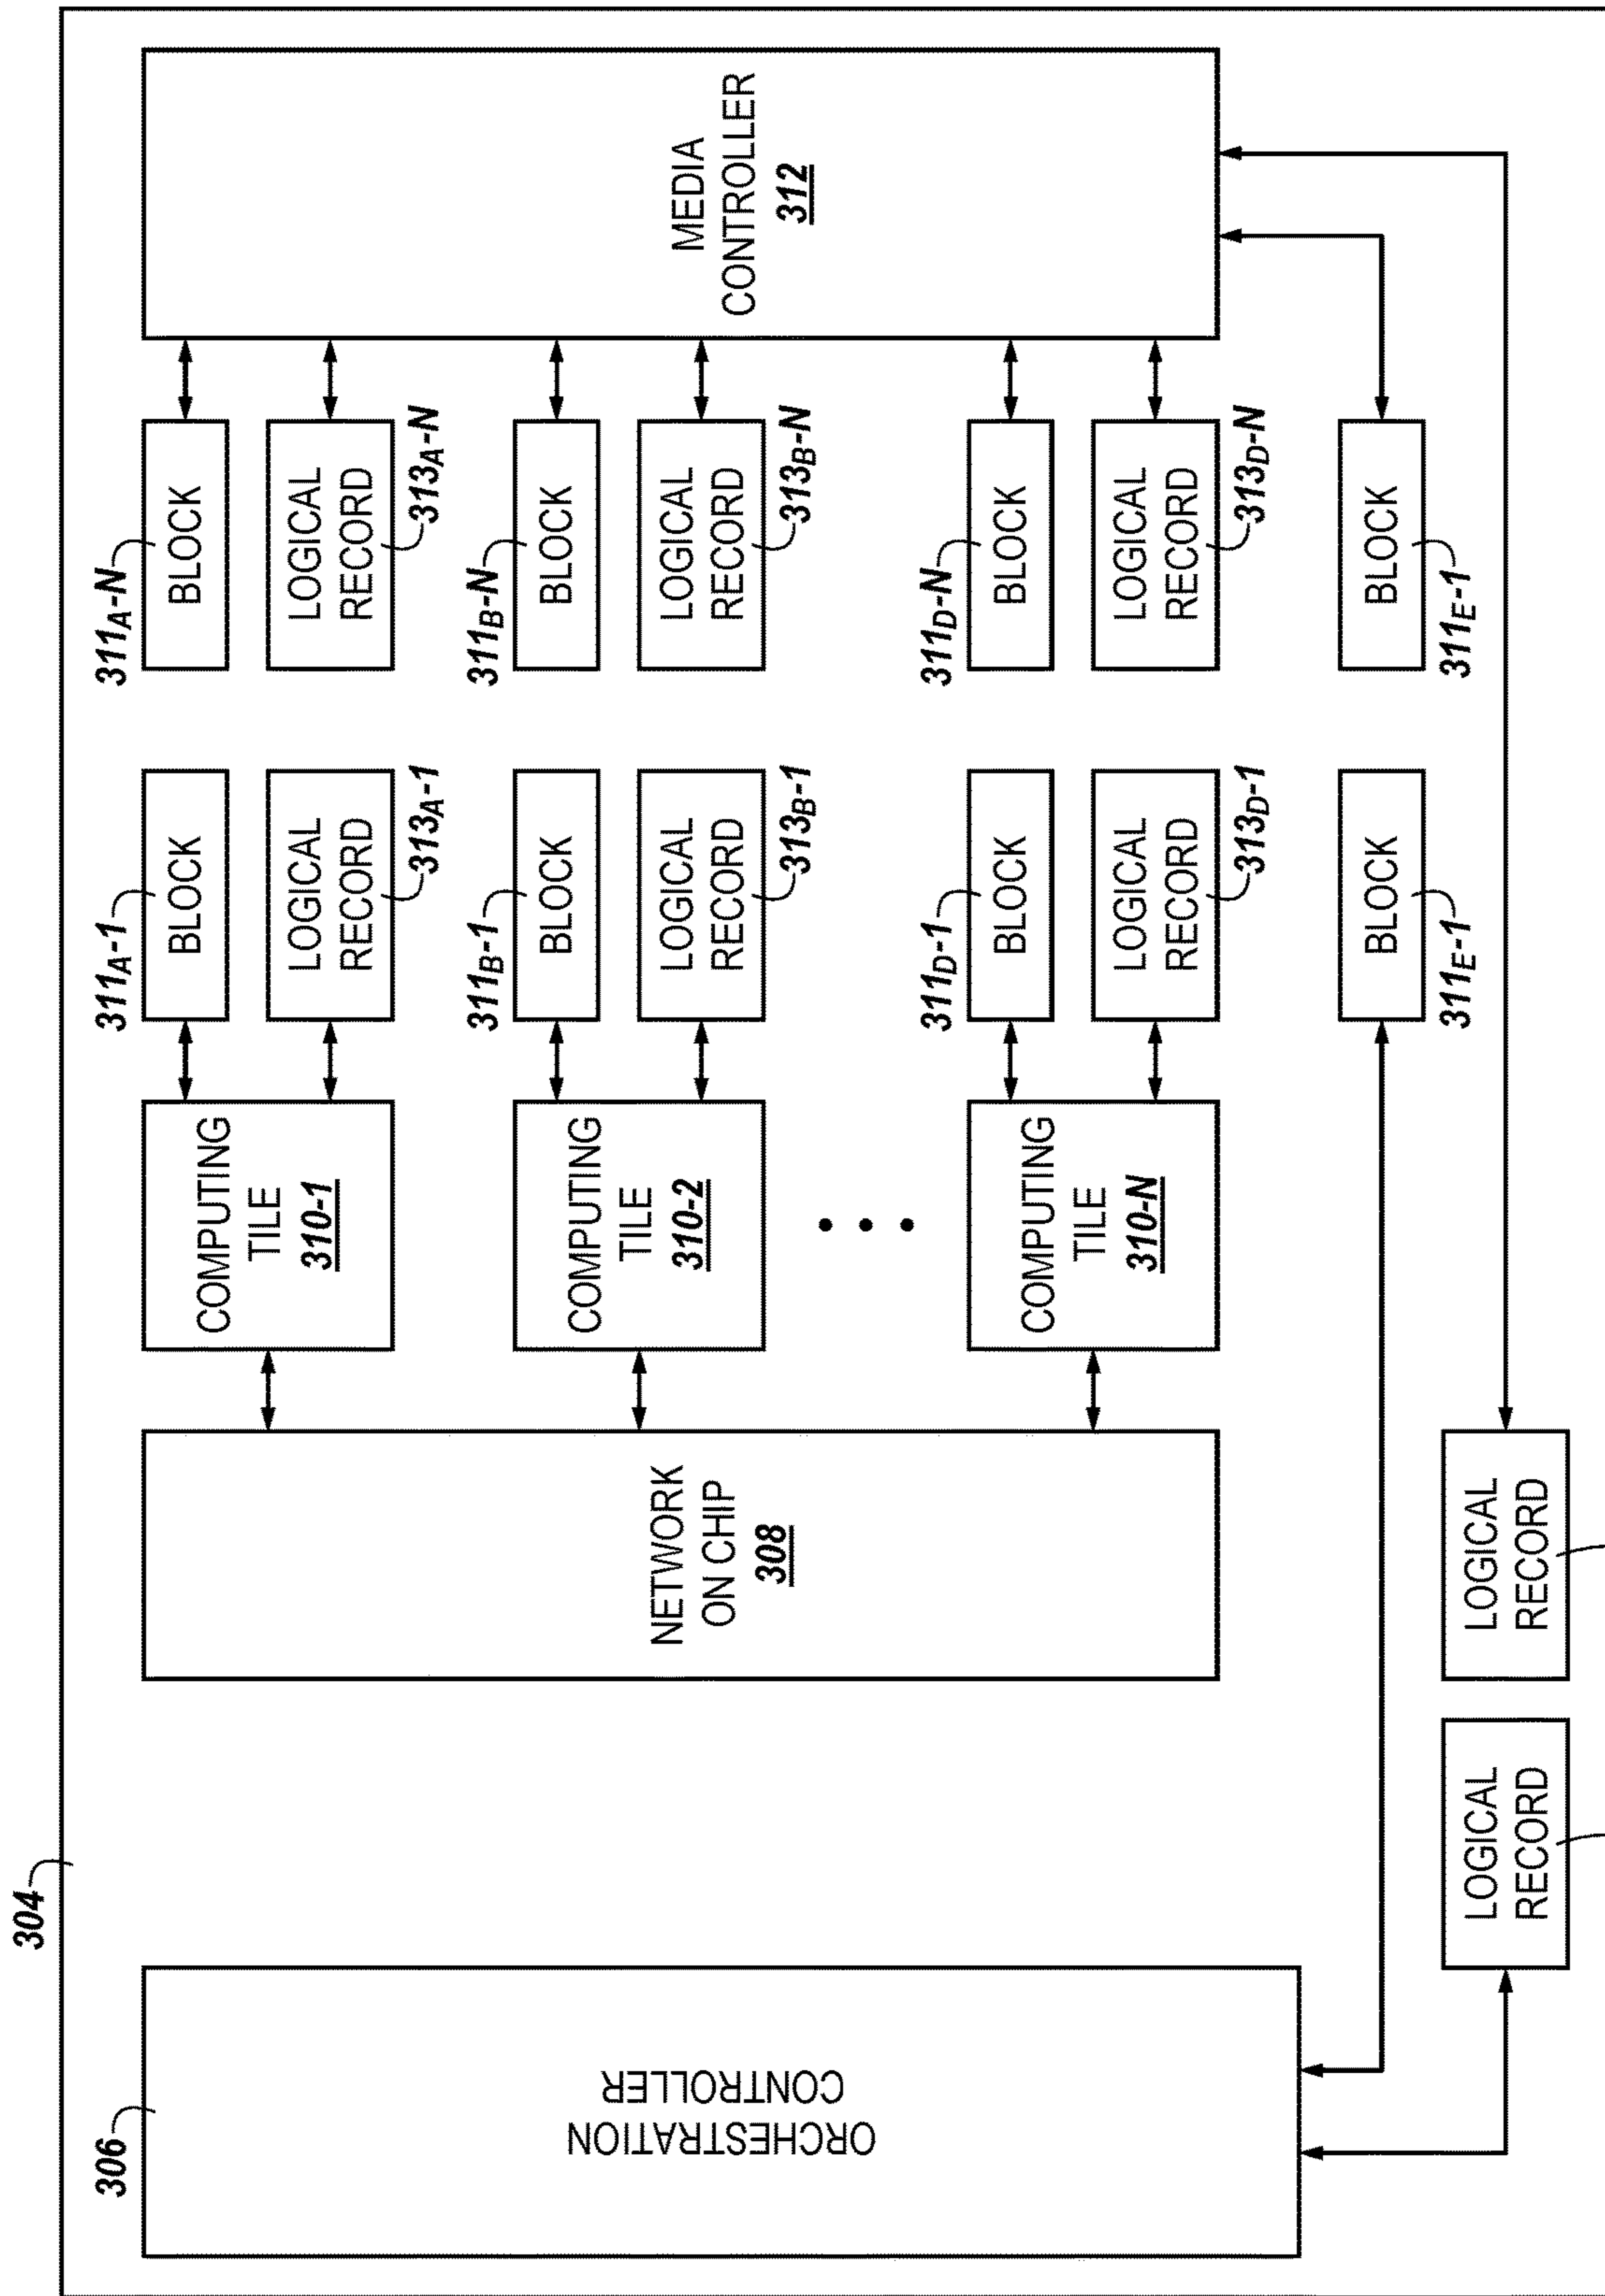 304
306
ORCHESTRATION
CONTROLLER
NETWORK
ON CHIP
308
COMPUTING
TILE
310-1
COMPUTING
TILE
310-2
COMPUTING
TILE
310-N
311A-1
BLOCK
LOGICAL
RECORD
313A-1
311B-1
BLOCK
LOGICAL
RECORD
313B-1
311D-1
BLOCK
LOGICAL
RECORD
313D-1
BLOCK
311E-1
311A-N
BLOCK
LOGICAL
RECORD
313A-N
311B-N
BLOCK
LOGICAL
RECORD
313B-N
311D-N
BLOCK
LOGICAL
RECORD
313D-N
BLOCK
311E-1
MEDIA
CONTROLLER
312
LOGICAL
RECORD
LOGICAL
RECORD